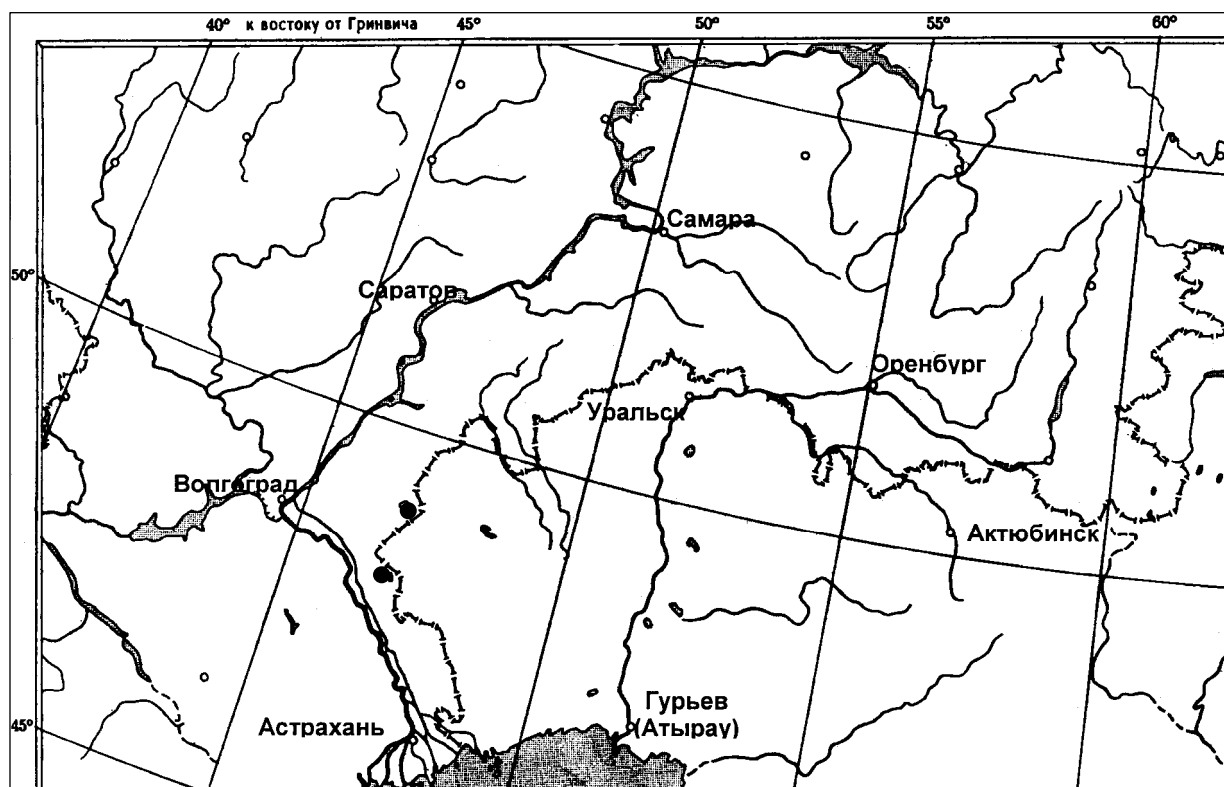 40° к востоку от Гринвича 45° 50° 55° 60°
Самара
50°
Саратов
Оренбург
Уральск
Волгоград
Актюбинск
Гурьев
(Атырау)
Астрахань
45°